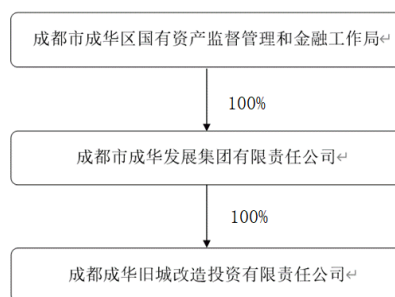 成都市成华区国有资产监督管理和金融工作局↵
100%
成都市成华发展集团有限责任公司↵
100%
成都成华旧城改造投资有限责任公司↵